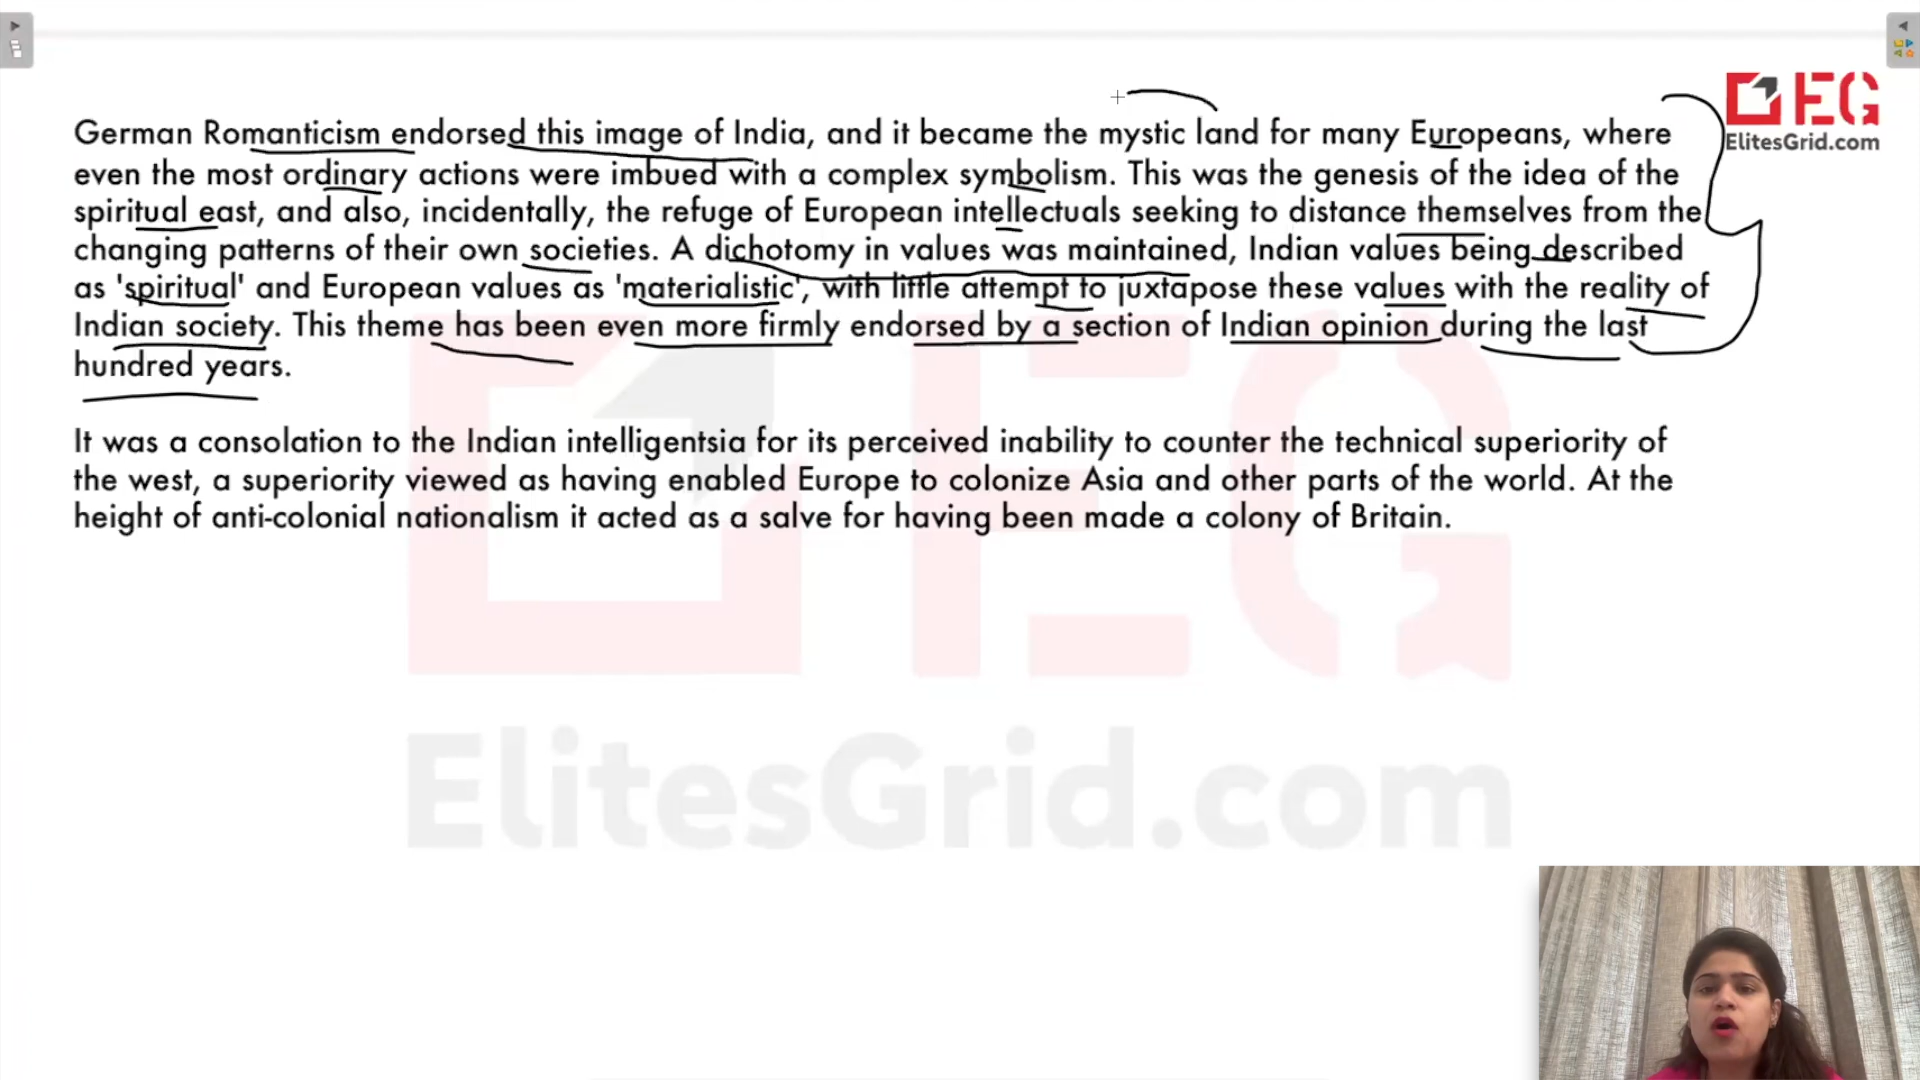 EG
ElitesGrid.com
German Romanticism endorsed this image of India, and it became the mystic land for many Europeans, where
even the most ordinary actions were imbued with a complex symbolism. This was the genesis of the idea of the
spiritual east, and also, incidentally, the refuge of European intellectuals seeking to distance themselves from the
changing patterns of their own societies. A dichotomy in values was maintained, Indian values being described
as 'spiritual' and European values as 'materialistic', with little attempt to juxtapose these values with the reality of
Indian society. This theme has been even more firmly endorsed by a section of Indian opinion during the last
hundred years.
It was a consolation to the Indian intelligentsia for its perceived inability to counter the technical superiority of
the west, a superiority viewed as having enabled Europe to colonize Asia and other parts of the world. At the
height of anti-colonial nationalism it acted as a salve for having been made a colony of Britain.
EG
ElitesGrid.com